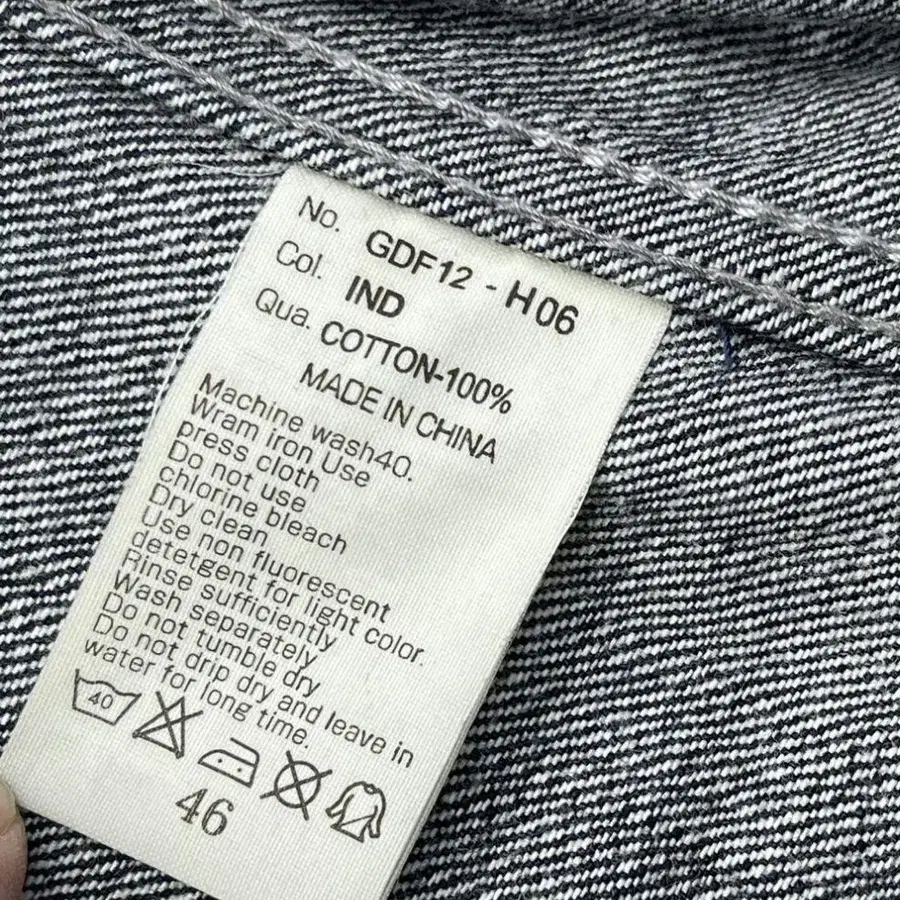 No. GDF12 - H06
Col. IND
Qua. COTTON-100%
MADE IN CHINA
Machine wash40.
Wram iron Use
press cloth
Do not use
chlorine bleach
Dry clean
Use non fluorescent
detetgent for light color.
Rinse sufficiently
Wash separately
Do not tumble dry
Do not drip dry and leave in
water for long time.
40
46